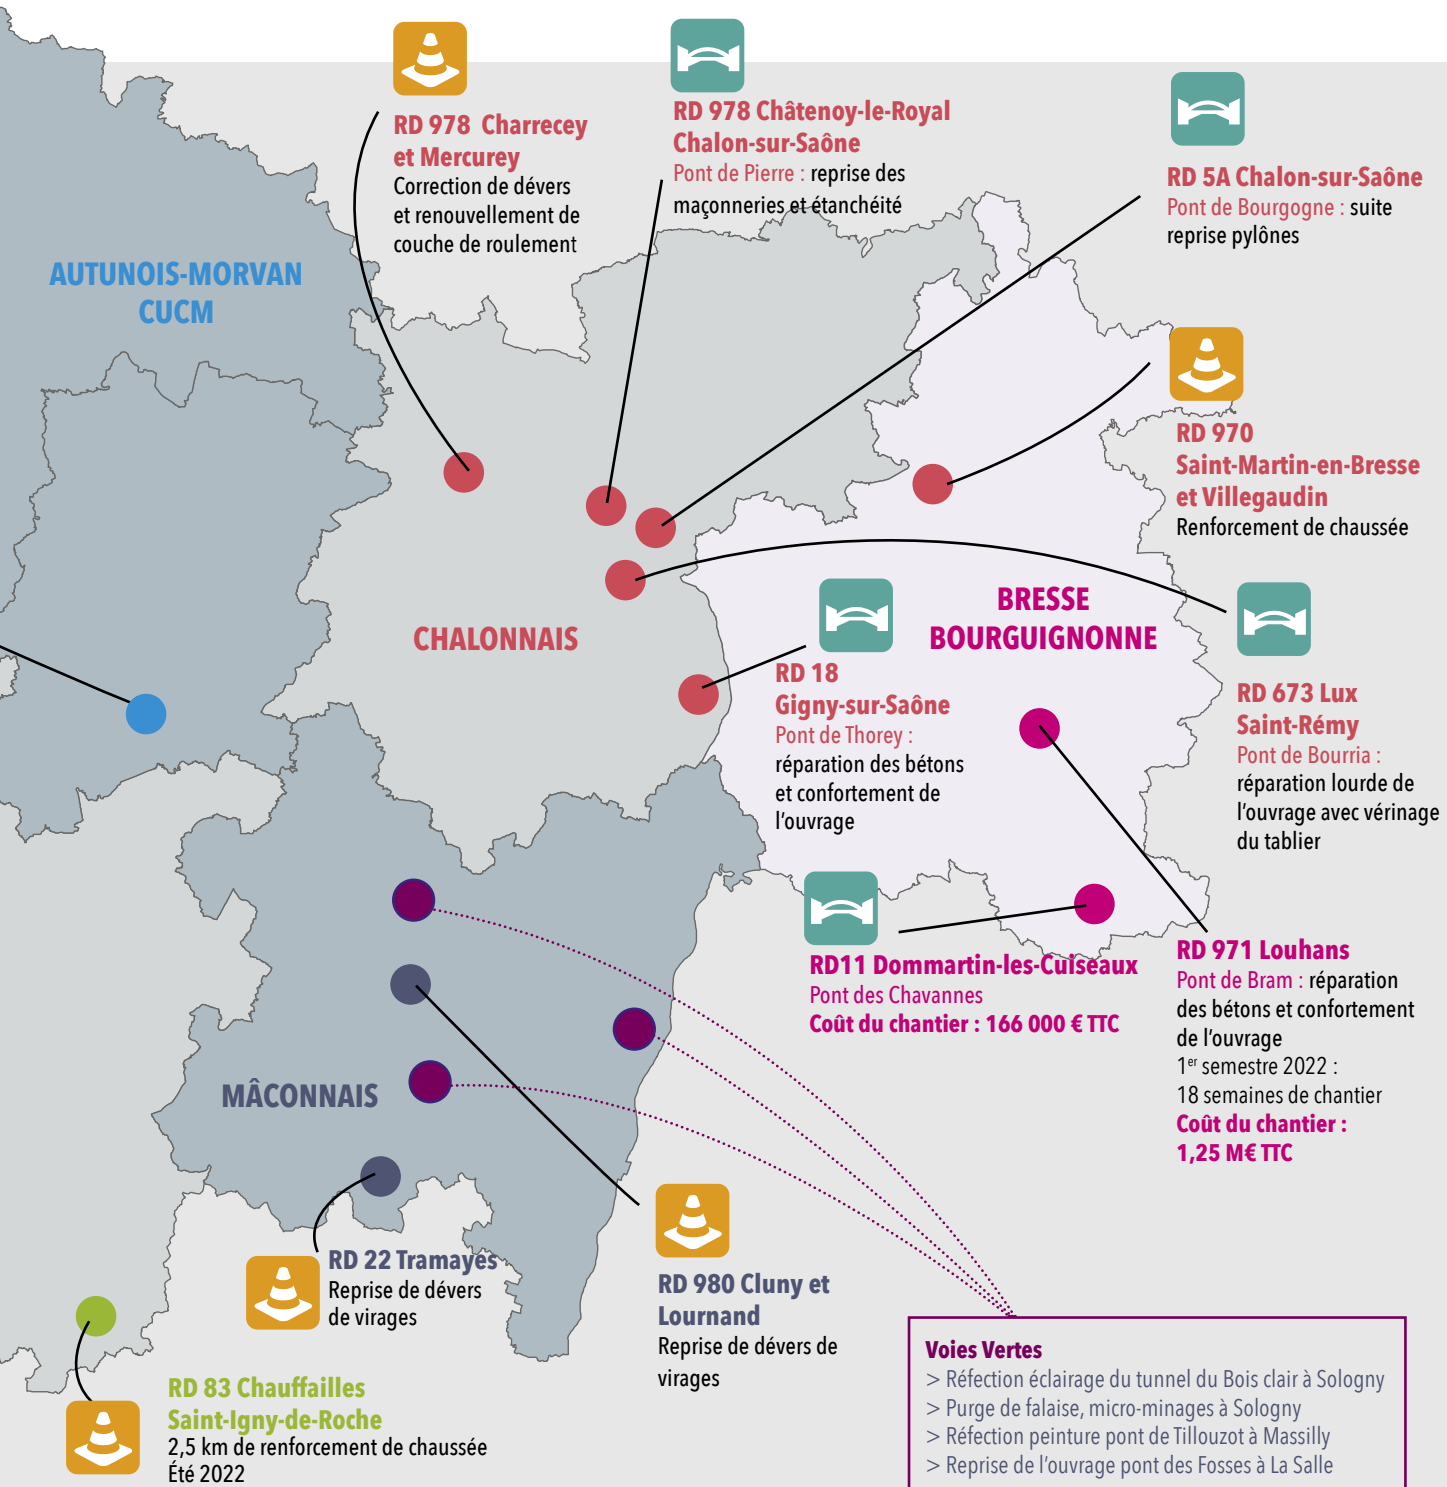 RD 978 Charrecey
et Mercurey
Correction de dévers
et renouvellement de
couche de roulement
RD 978 Châtenoy-le-Royal
Chalon-sur-Saône
Pont de Pierre : reprise des
maçonneries et étanchéité
RD 5A Chalon-sur-Saône
Pont de Bourgogne : suite
reprise pylônes
AUTUNOIS-MORVAN
CUCM
RD 970
Saint-Martin-en-Bresse
et Villegaudin
Renforcement de chaussée
CHALONNAIS
BRESSE
BOURGUIGNONNE
RD 18
Gigny-sur-Saône
Pont de Thorey :
réparation des bétons
et confortement de
l'ouvrage
RD 673 Lux
Saint-Rémy
Pont de Bourria :
réparation lourde de
l'ouvrage avec vérinage
du tablier
RD11 Dommartin-les-Cuiseaux
Pont des Chavannes
Coût du chantier : 166 000 € TTC
RD 971 Louhans
Pont de Bram : réparation
des bétons et confortement
de l'ouvrage
1er semestre 2022 :
18 semaines de chantier
Coût du chantier :
1,25 M€ TTC
MÂCONNAIS
RD 22 Tramayes
Reprise de dévers
de virages
RD 980 Cluny et
Lournand
Reprise de dévers de
virages
RD 83 Chauffailles
Saint-Igny-de-Roche
2,5 km de renforcement de chaussée
Été 2022
Voies Vertes
> Réfection éclairage du tunnel du Bois clair à Sologny
> Purge de falaise, micro-minages à Sologny
> Réfection peinture pont de Tillouzot à Massilly
> Reprise de l'ouvrage pont des Fosses à La Salle